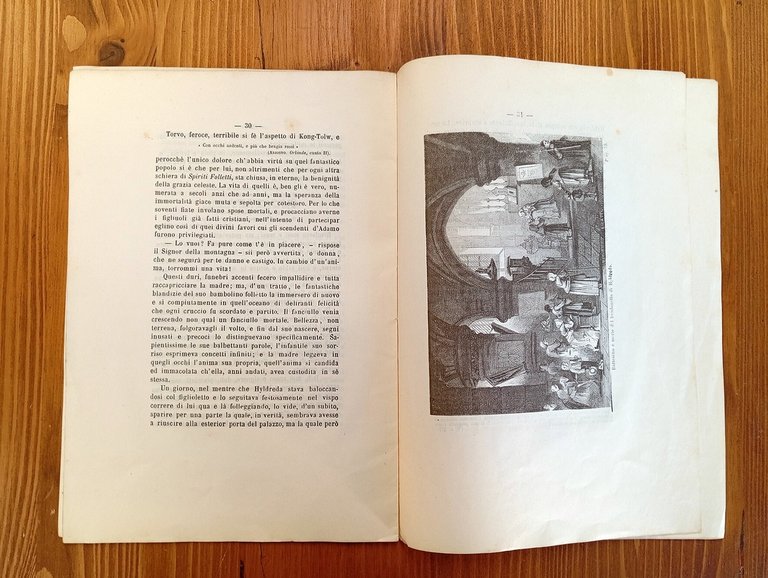 — 30 —
Torvo, feroce, terribile si fè l'aspetto di Kong-Tolw, e
« Con occhi ardenti, e più che bragia rossi »
(Ariosto. Orlando, canto II).
perocchè l'unico dolore ch'abbia virtù su quel fantastico
popolo si è che per lui, non altrimenti che per ogni altra
schiera di Spiriti Folletti, sta chiusa, in eterno, la benignità
della grazia celeste. La vita di quelli è, ben gli è vero, nu-
merata a secoli anzi che ad anni, ma la speranza della
immortalità giace muta e sepolta per cotestoro. Per lo che
soventi fiate involano spose mortali, e procacciano averne
i figliuoli già fatti cristiani, nell'intento di partecipar
eglino così di quei divini favori cui gli scendenti d'Adamo
furono privilegiati.
— Lo vuoi? Fa pure come t'è in piacere, - rispose
il Signor della montagna - sii però avvertita, o donna,
che ne seguirà per te danno e castigo. In cambio d'un'ani-
ma, torrommi una vita!
Questi duri, funebri accenti fecero impallidire e tutta
raccapricciare la madre; ma, d'un tratto, le fantastiche
blandizie del suo bambolino folletto la immersero di nuovo
e sì compiutamente in quell'oceano di deliranti felicità
che ogni cruccio fu scordato e partito. Il fanciullo venia
crescendo non qual un fanciullo mortale. Bellezza, non
terrena, folgoravagli il volto, e fin dal suo nascere, segni
inusati e precoci lo distinguevano specificamente. Sa-
pientissime le sue balbettanti parole, l'infantile suo sor-
riso esprimeva concetti infiniti; e la madre leggeva in
quegli occhi l'anima sua propria, quell'anima sì candida
ed immacolata ch'ella, anni andati, avea custodita in sè
stessa.
Un giorno, nel mentre che Hyldreda stava baloccan-
dosi col figlioletto e lo seguitava festosamente nel vispo
correre di lui qua e là folleggiando, lo vide, d'un subito,
aparire per una parte la quale, in verità, sembrava avesse
a riuscire alla esterior porta del palazzo, ma la quale però
— 31 —